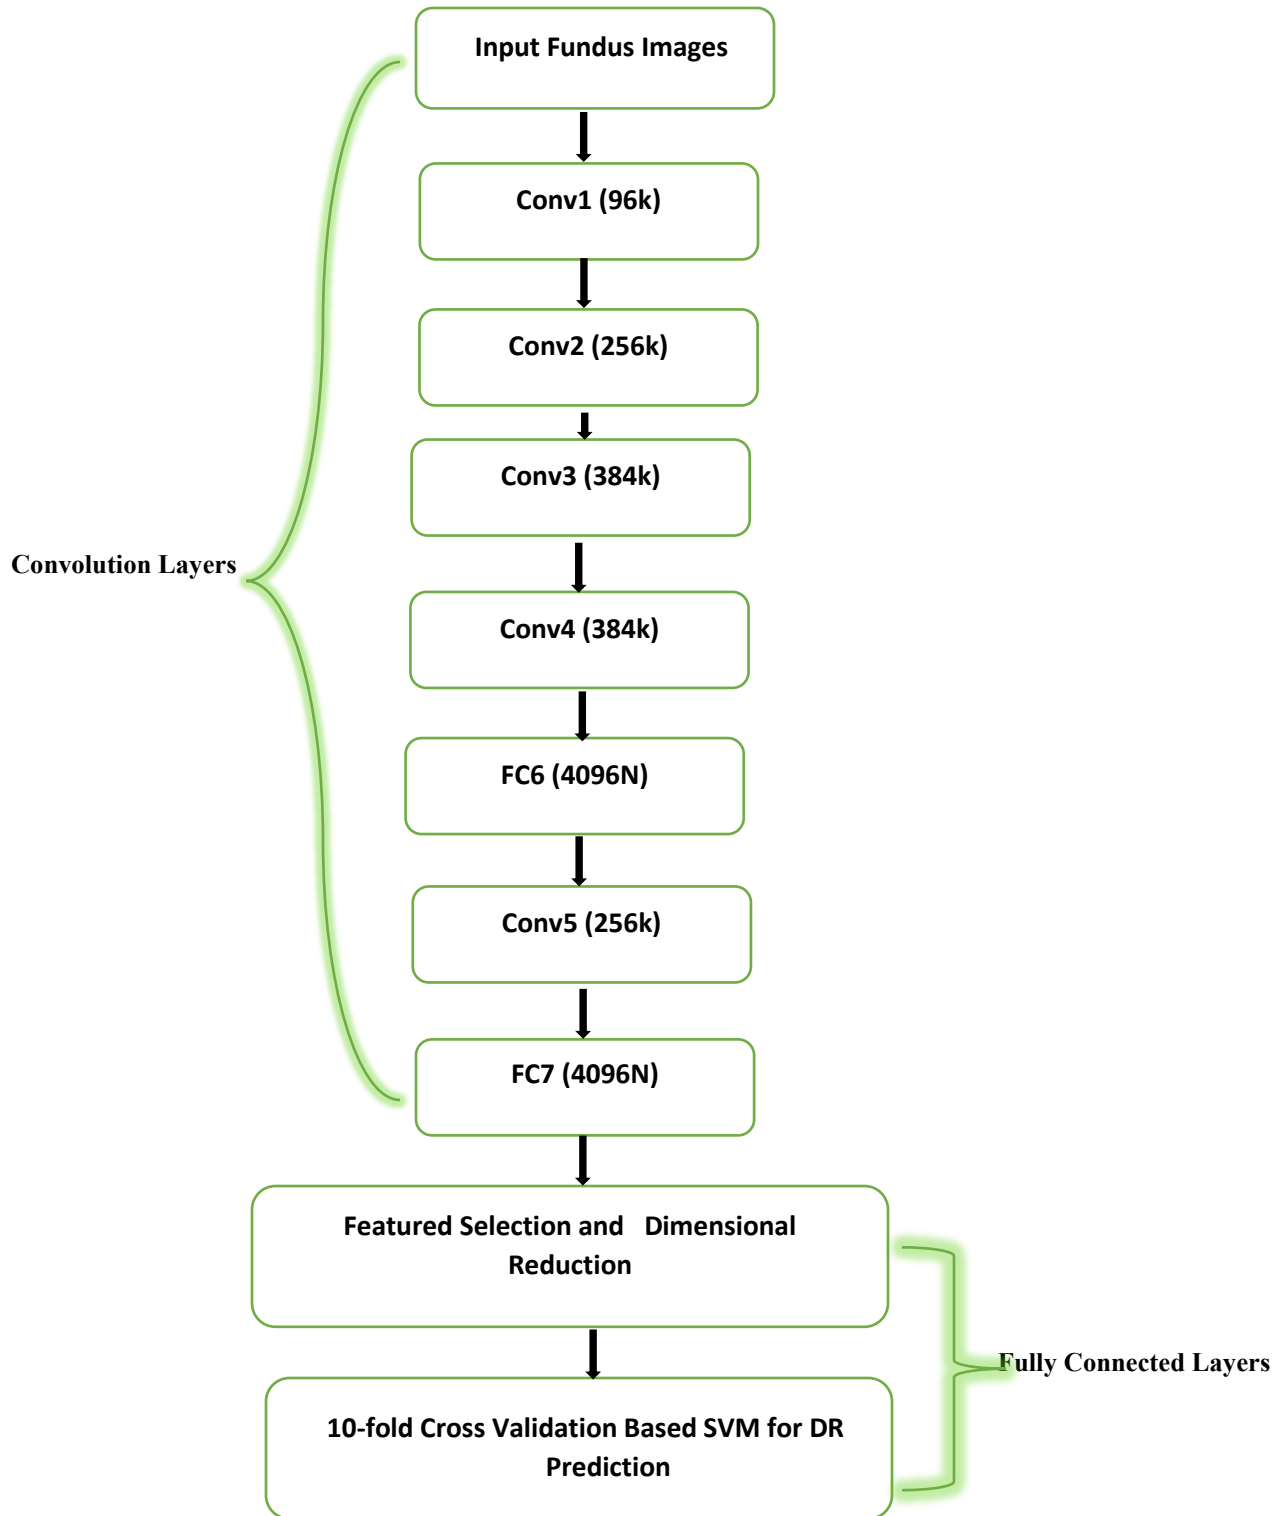 Input Fundus Images
Conv1 (96k)
Conv2 (256k)
Conv3 (384k)
Convolution Layers
Conv4 (384k)
FC6 (4096N)
Conv5 (256k)
FC7 (4096N)
Featured Selection and Dimensional
Reduction
Fully Connected Layers
10-fold Cross Validation Based SVM for DR
Prediction